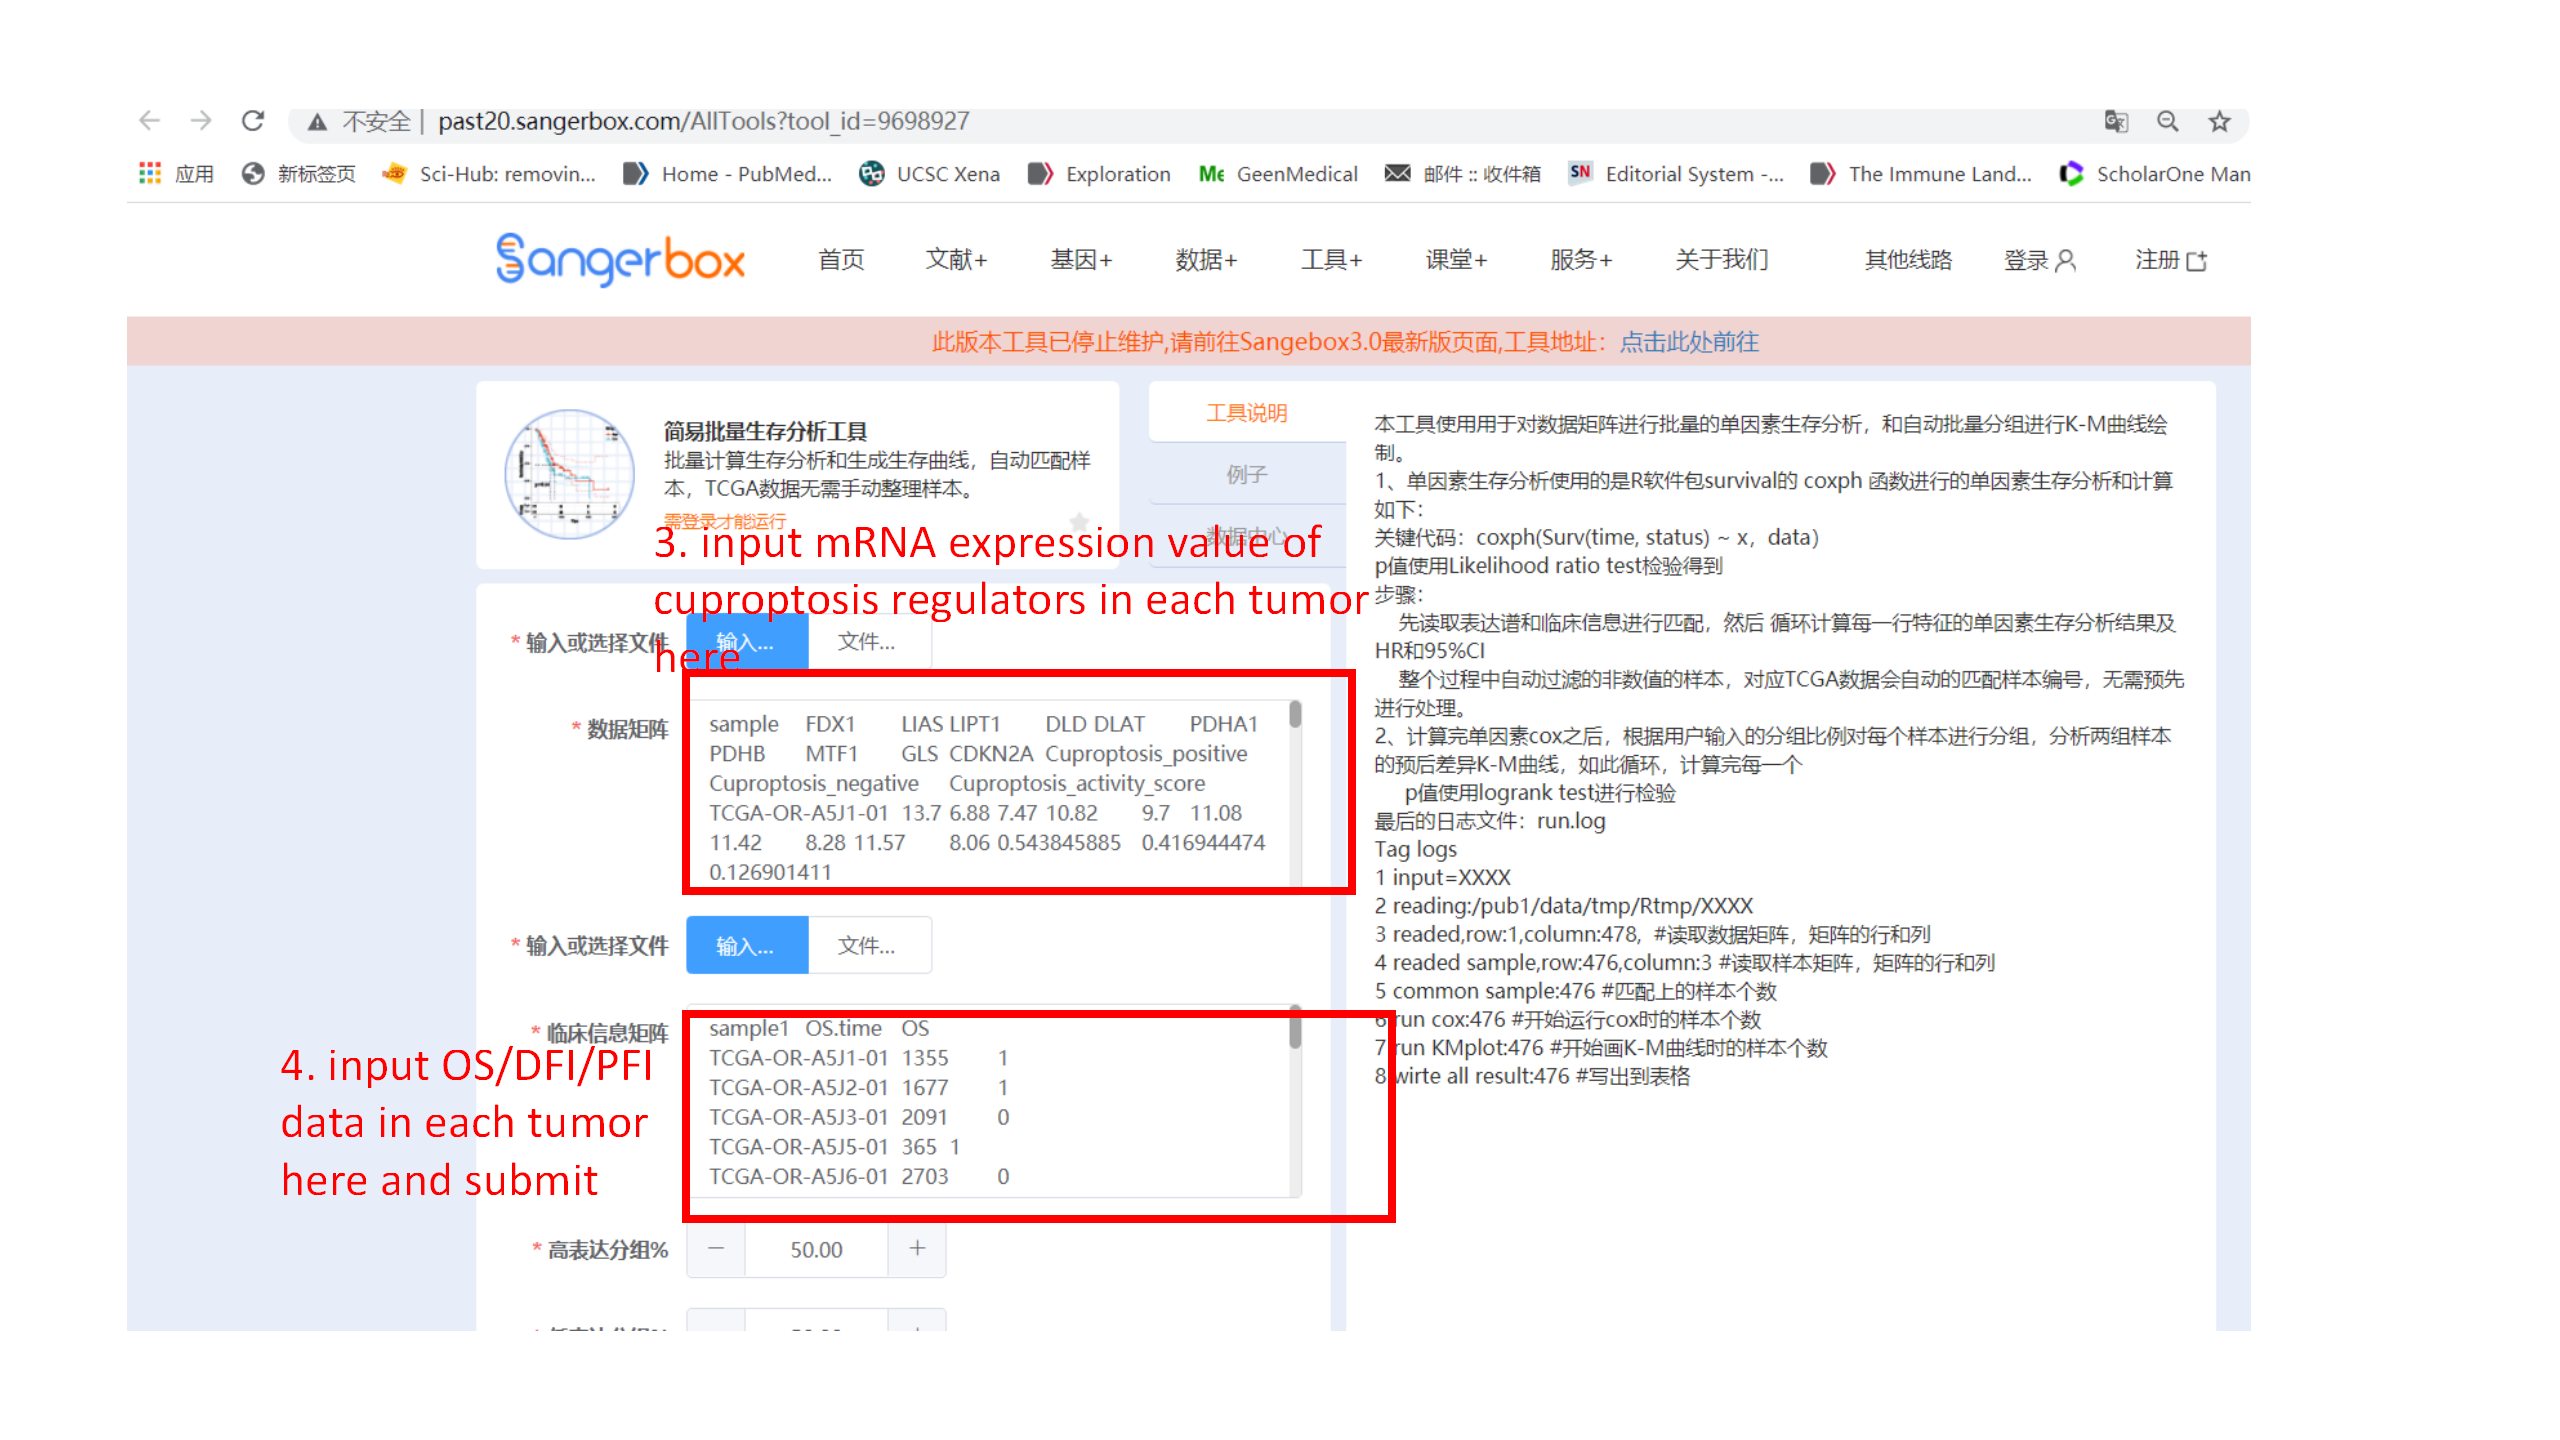 不安全 | past20.sangerbox.com/AllTools?tool_id=9698927
应用 新标签页 Sci-Hub: removin... Home - PubMed... UCSC Xena Exploration Me GeenMedical 邮件 :: 收件箱 SN Editorial System -... The Immune Land... ScholarOne Man
Sangerbox 首页 文献+ 基因+ 数据+ 工具+ 课堂+ 服务+ 关于我们 其他线路 登录 注册
此版本工具已停止维护,请前往Sangebox3.0最新版页面,工具地址：点击此处前往
简易批量生存分析工具
批量计算生存分析和生成生存曲线，自动匹配样
本，TCGA数据无需手动整理样本。
需登录才能运行
工具说明
例子
数据中心
3. input mRNA expression value of
cuproptosis regulators in each tumor
here
* 输入或选择文件 输入... 文件...
* 数据矩阵
sample FDX1 LIAS LIPT1 DLD DLAT PDHA1
PDHB MTF1 GLS CDKN2A Cuproptosis_positive
Cuproptosis_negative Cuproptosis_activity_score
TCGA-OR-A5J1-01 13.7 6.88 7.47 10.82 9.7 11.08
11.42 8.28 11.57 8.06 0.543845885 0.416944474
0.126901411
* 输入或选择文件 输入... 文件...
* 临床信息矩阵
sample1 OS.time OS
TCGA-OR-A5J1-01 1355 1
TCGA-OR-A5J2-01 1677 1
TCGA-OR-A5J3-01 2091 0
TCGA-OR-A5J5-01 365 1
TCGA-OR-A5J6-01 2703 0
4. input OS/DFI/PFI
data in each tumor
here and submit
* 高表达分组% − 50.00 +
本工具使用用于对数据矩阵进行批量的单因素生存分析，和自动批量分组进行K-M曲线绘
制。
1、单因素生存分析使用的是R软件包survival的 coxph 函数进行的单因素生存分析和计算
如下：
关键代码：coxph(Surv(time, status) ~ x，data)
p值使用Likelihood ratio test检验得到
步骤：
先读取表达谱和临床信息进行匹配，然后 循环计算每一行特征的单因素生存分析结果及
HR和95%CI
整个过程中自动过滤的非数值的样本，对应TCGA数据会自动的匹配样本编号，无需预先
进行处理。
2、计算完单因素cox之后，根据用户输入的分组比例对每个样本进行分组，分析两组样本
的预后差异K-M曲线，如此循环，计算完每一个
p值使用logrank test进行检验
最后的日志文件：run.log
Tag logs
1 input=XXXX
2 reading:/pub1/data/tmp/Rtmp/XXXX
3 readed,row:1,column:478，#读取数据矩阵，矩阵的行和列
4 readed sample,row:476,column:3 #读取样本矩阵，矩阵的行和列
5 common sample:476 #匹配上的样本个数
6 run cox:476 #开始运行cox时的样本个数
7 run KMplot:476 #开始画K-M曲线时的样本个数
8 wirte all result:476 #写出到表格